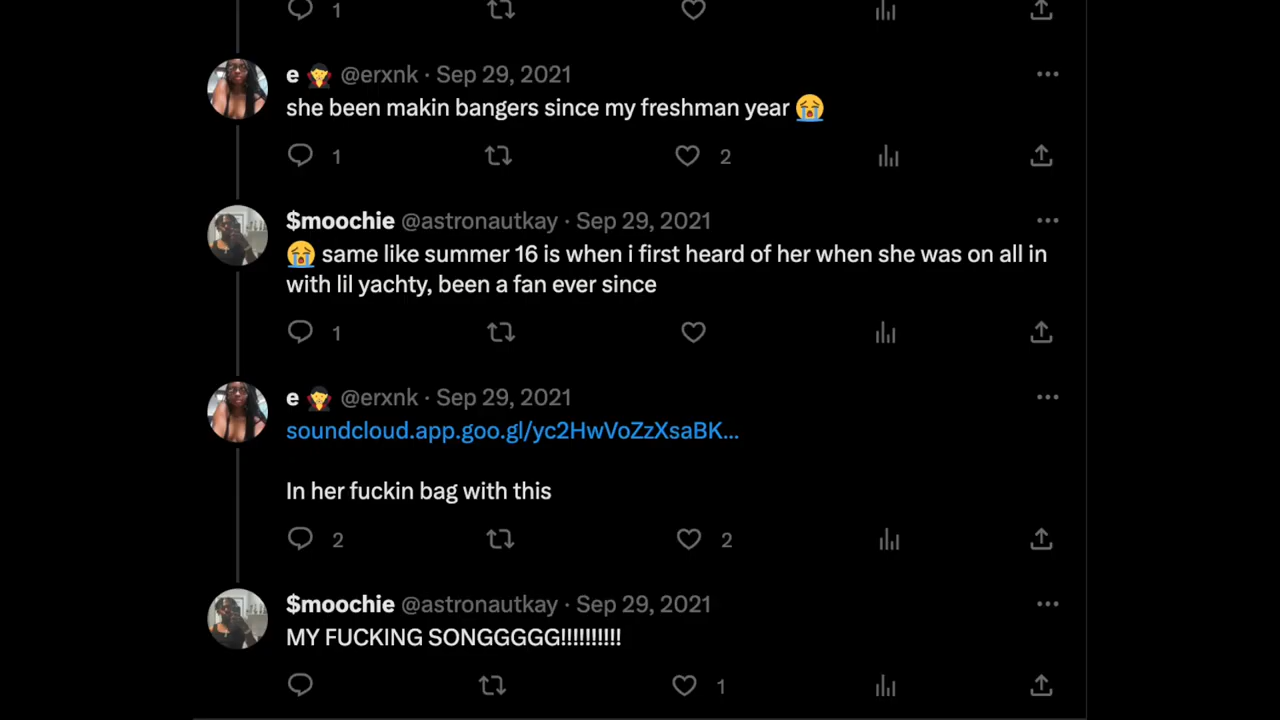 1
e 🧛 @erxnk · Sep 29, 2021
she been makin bangers since my freshman year 😭
1 2
$moochie @astronautkay · Sep 29, 2021
😭 same like summer 16 is when i first heard of her when she was on all in
with lil yachty, been a fan ever since
1
e 🧛 @erxnk · Sep 29, 2021
soundcloud.app.goo.gl/yc2HwVoZzXsaBK...
In her fuckin bag with this
2 2
$moochie @astronautkay · Sep 29, 2021
MY FUCKING SONGGGGG!!!!!!!!!!
1